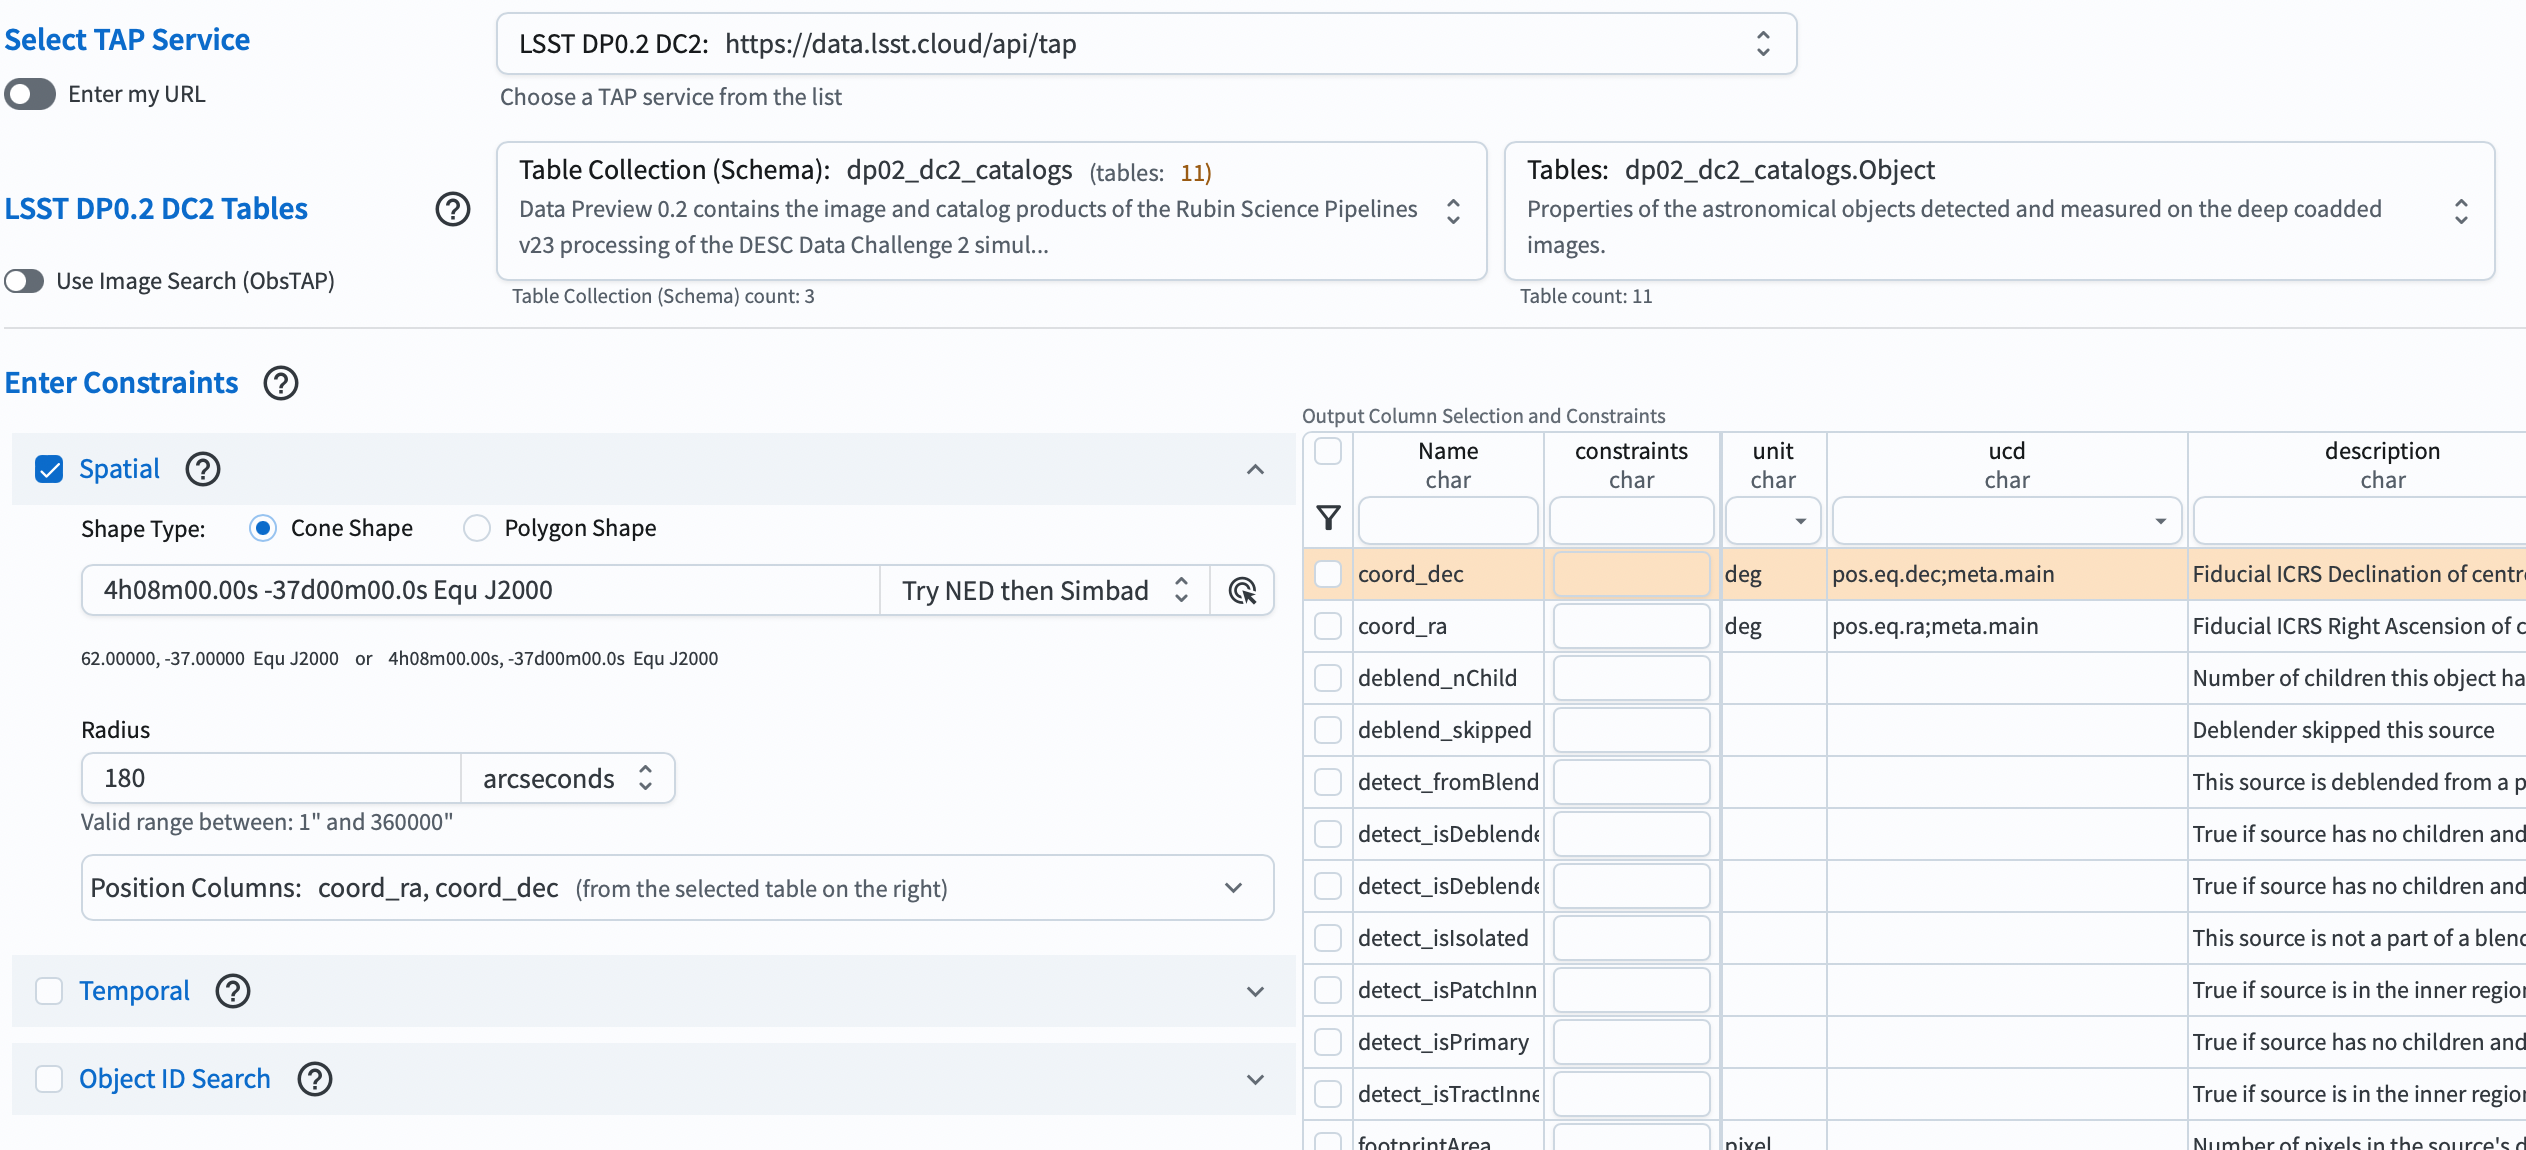 Select TAP Service
LSST DP0.2 DC2: https://data.lsst.cloud/api/tap
Enter my URL
Choose a TAP service from the list
LSST DP0.2 DC2 Tables
Table Collection (Schema): dp02_dc2_catalogs (tables: 11)
Data Preview 0.2 contains the image and catalog products of the Rubin Science Pipelines
v23 processing of the DESC Data Challenge 2 simul...
Tables: dp02_dc2_catalogs.Object
Properties of the astronomical objects detected and measured on the deep coadded
images.
Use Image Search (ObsTAP)
Table Collection (Schema) count: 3
Table count: 11
Enter Constraints
Spatial
Shape Type: Cone Shape Polygon Shape
4h08m00.00s -37d00m00.0s Equ J2000 Try NED then Simbad
62.00000, -37.00000 Equ J2000 or 4h08m00.00s, -37d00m00.0s Equ J2000
Radius
180 arcseconds
Valid range between: 1" and 360000"
Position Columns: coord_ra, coord_dec (from the selected table on the right)
Temporal
Object ID Search
Output Column Selection and Constraints
Name constraints unit ucd description
char char char char char
coord_dec deg pos.eq.dec;meta.main Fiducial ICRS Declination of centr
coord_ra deg pos.eq.ra;meta.main Fiducial ICRS Right Ascension of c
deblend_nChild Number of children this object ha
deblend_skipped Deblender skipped this source
detect_fromBlend This source is deblended from a p
detect_isDeblende True if source has no children and
detect_isDeblende True if source has no children and
detect_isIsolated This source is not a part of a blend
detect_isPatchInn True if source is in the inner region
detect_isPrimary True if source has no children and
detect_isTractInne True if source is in the inner region
footprintArea pixel Number of pixels in the source's d